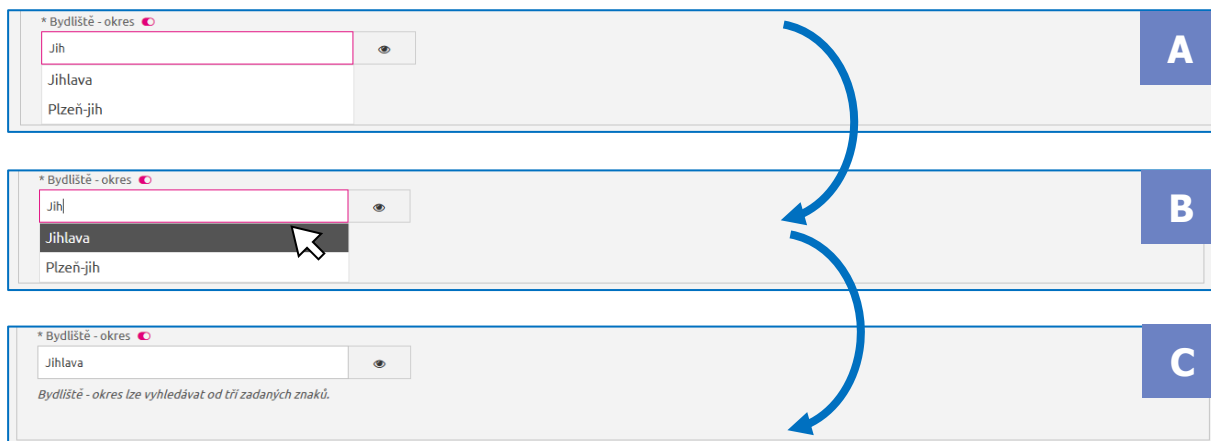 * Bydliště - okres
Jih
Jihlava
Plzeň-jih
A
* Bydliště - okres
Jih
Jihlava
Plzeň-jih
B
* Bydliště - okres
Jihlava
Bydliště - okres lze vyhledávat od tří zadaných znaků.
C